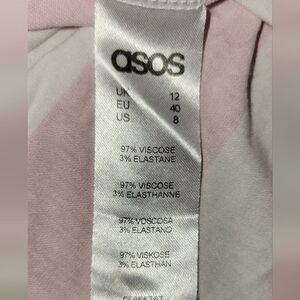 asos
UK 12
EU 40
US 8
97% VISCOSE
3% ELASTANE
97% VISCOSE
3% ELASTHANNE
97% VOSCOSA
3% ELASTANO
97% VISKOSE
3% ELASTHAN